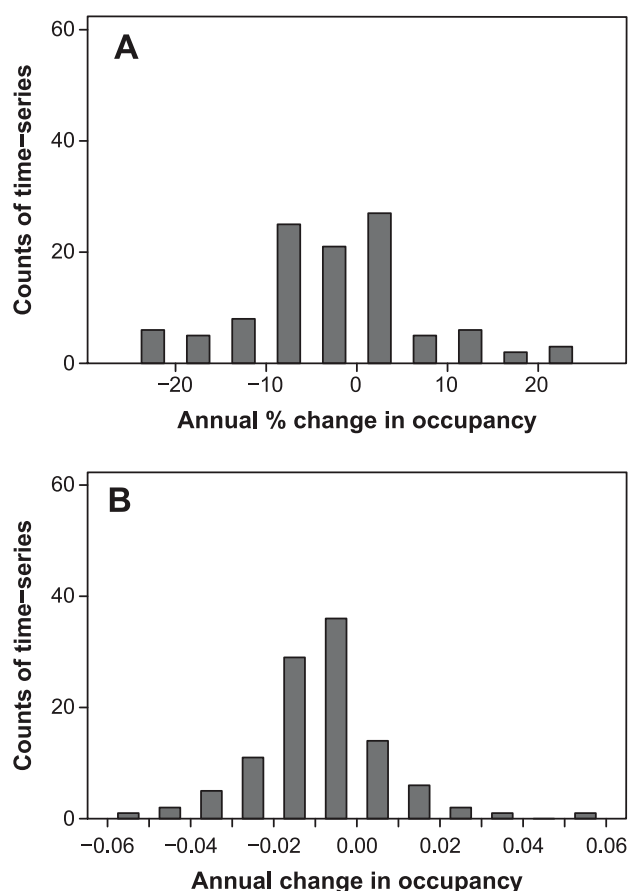 A
60
40
20
0
Counts of time−series
−20 −10 0 10 20
Annual % change in occupancy
B
60
40
20
0
Counts of time−series
−0.06 −0.04 −0.02 0.00 0.02 0.04 0.06
Annual change in occupancy